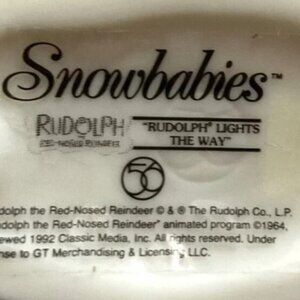 Snowbabies™
RUDOLPH
THE
RED-NOSED REINDEER
"RUDOLPH® LIGHTS
THE WAY"
56
dolph the Red-Nosed Reindeer © & ® The Rudolph Co., L.P.
dolph the Red-Nosed Reindeer" animated program ©1964,
ewed 1992 Classic Media, Inc. All rights reserved. Under
nse to GT Merchandising & Licensing LLC.